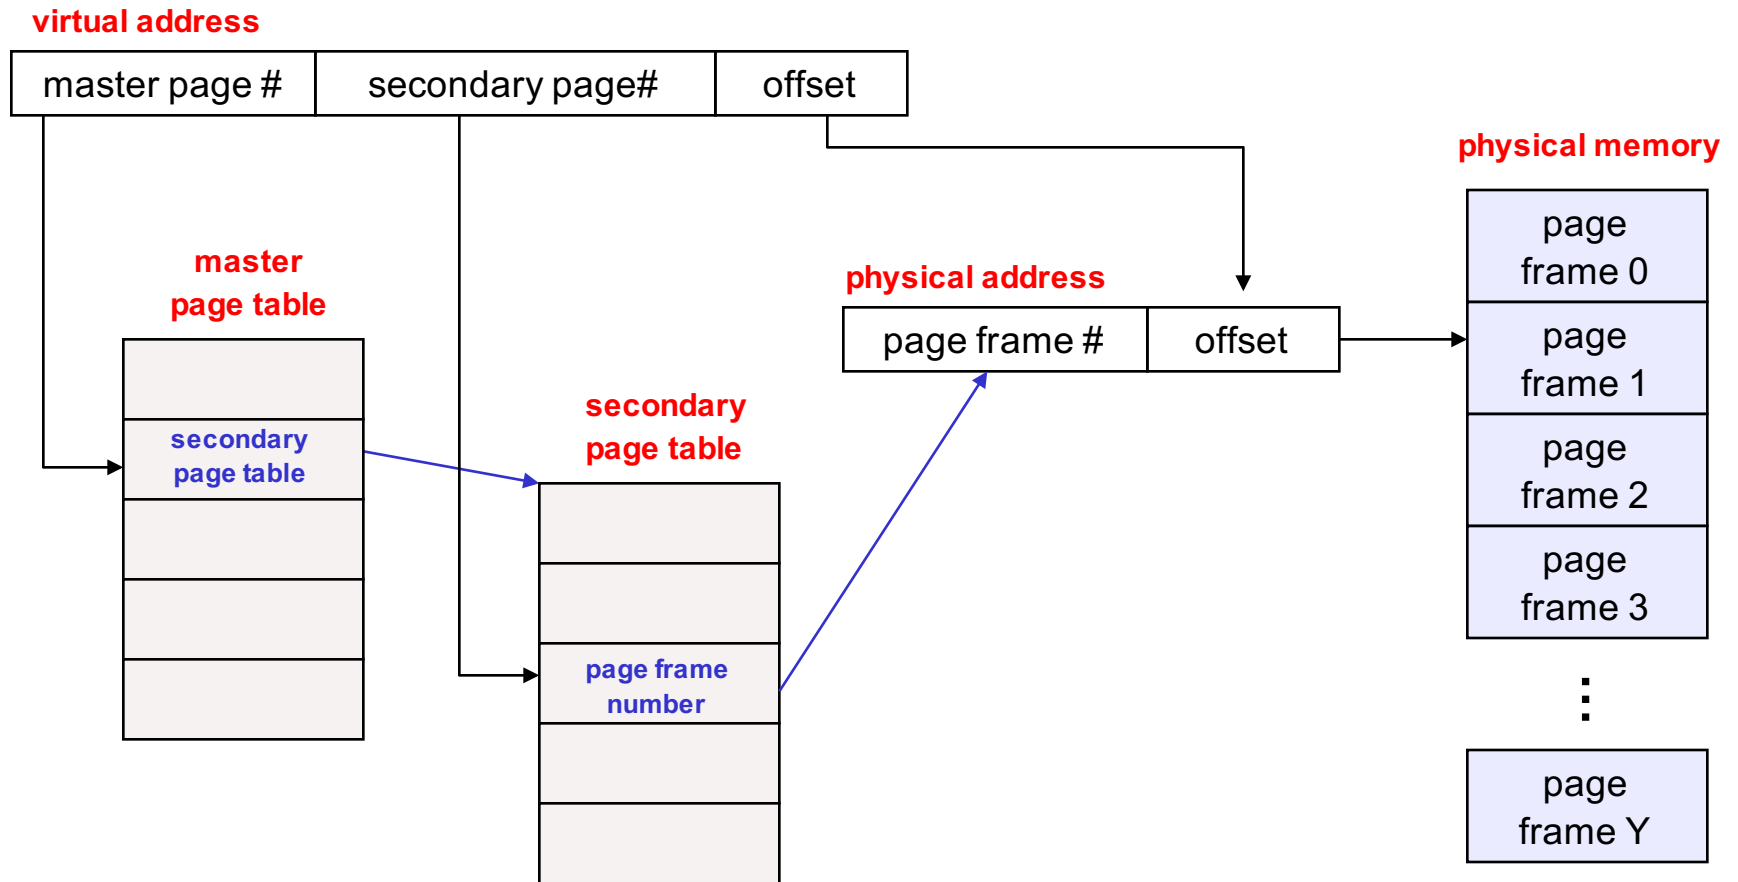 virtual address
master page #
secondary page#
offset
physical memory
master
page table
physical address
page
frame 0
page frame #
offset
page
frame 1
secondary
page table
secondary
page table
page
frame 2
page
frame 3
page frame
number
⋮
page
frame Y